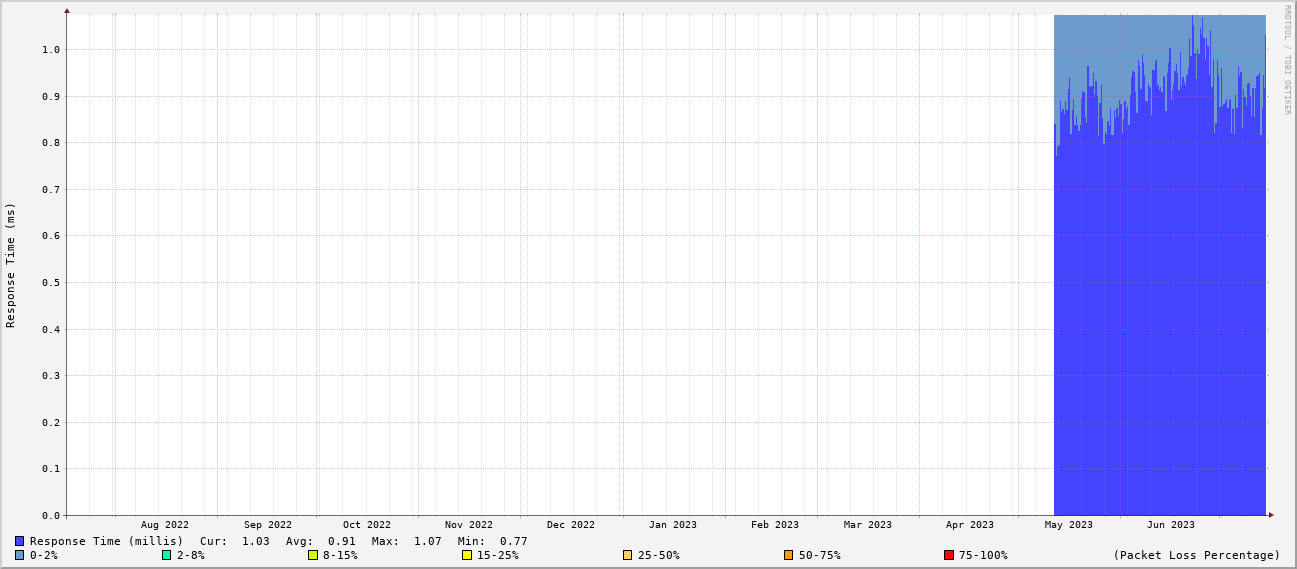 RRDTOOL / TOBI OETIKER
Response Time (ms)
1.0
0.9
0.8
0.7
0.6
0.5
0.4
0.3
0.2
0.1
0.0
Aug 2022 Sep 2022 Oct 2022 Nov 2022 Dec 2022 Jan 2023 Feb 2023 Mar 2023 Apr 2023 May 2023 Jun 2023
Response Time (millis) Cur: 1.03 Avg: 0.91 Max: 1.07 Min: 0.77
0-2% 2-8% 8-15% 15-25% 25-50% 50-75% 75-100% (Packet Loss Percentage)